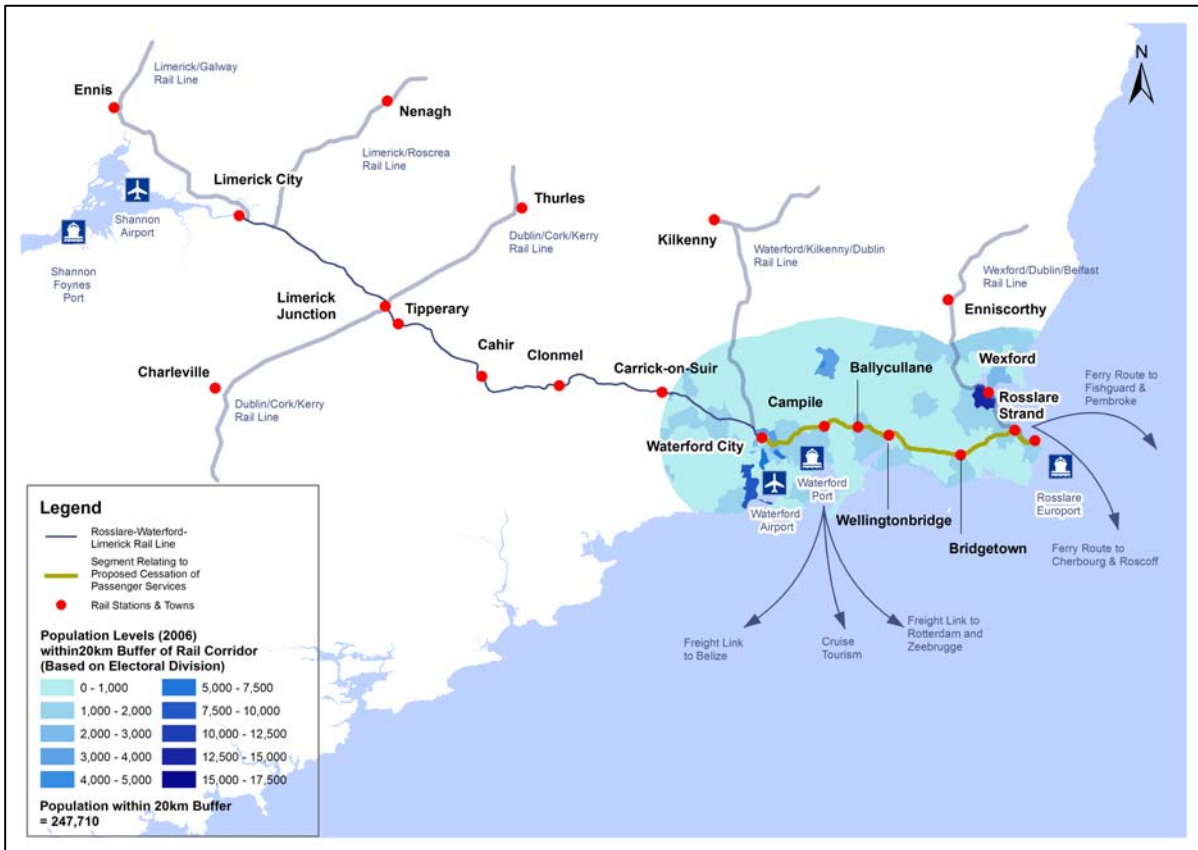 N
Limerick/Galway
Rail Line
Ennis
Nenagh
Limerick/Roscrea
Rail Line
Limerick City
Shannon
Airport
Shannon
Foynes
Port
Thurles
Dublin/Cork/Kerry
Rail Line
Kilkenny
Waterford/Kilkenny/Dublin
Rail Line
Wexford/Dublin/Belfast
Rail Line
Enniscorthy
Limerick
Junction
Tipperary
Cahir
Clonmel
Carrick-on-Suir
Charleville
Dublin/Cork/Kerry
Rail Line
Ballycullane
Wexford
Campile
Rosslare
Strand
Ferry Route to
Fishguard &
Pembroke
Waterford City
Waterford
Port
Waterford
Airport
Wellingtonbridge
Bridgetown
Rosslare
Europort
Ferry Route to
Cherbourg & Roscoff
Freight Link
to Belize
Cruise
Tourism
Freight Link to
Rotterdam and
Zeebrugge
Legend
Rosslare-Waterford-
Limerick Rail Line
Segment Relating to
Proposed Cessation of
Passenger Services
Rail Stations & Towns
Population Levels (2006)
within20km Buffer of Rail Corridor
(Based on Electoral Division)
0 - 1,000
1,000 - 2,000
2,000 - 3,000
3,000 - 4,000
4,000 - 5,000
5,000 - 7,500
7,500 - 10,000
10,000 - 12,500
12,500 - 15,000
15,000 - 17,500
Population within 20km Buffer
= 247,710